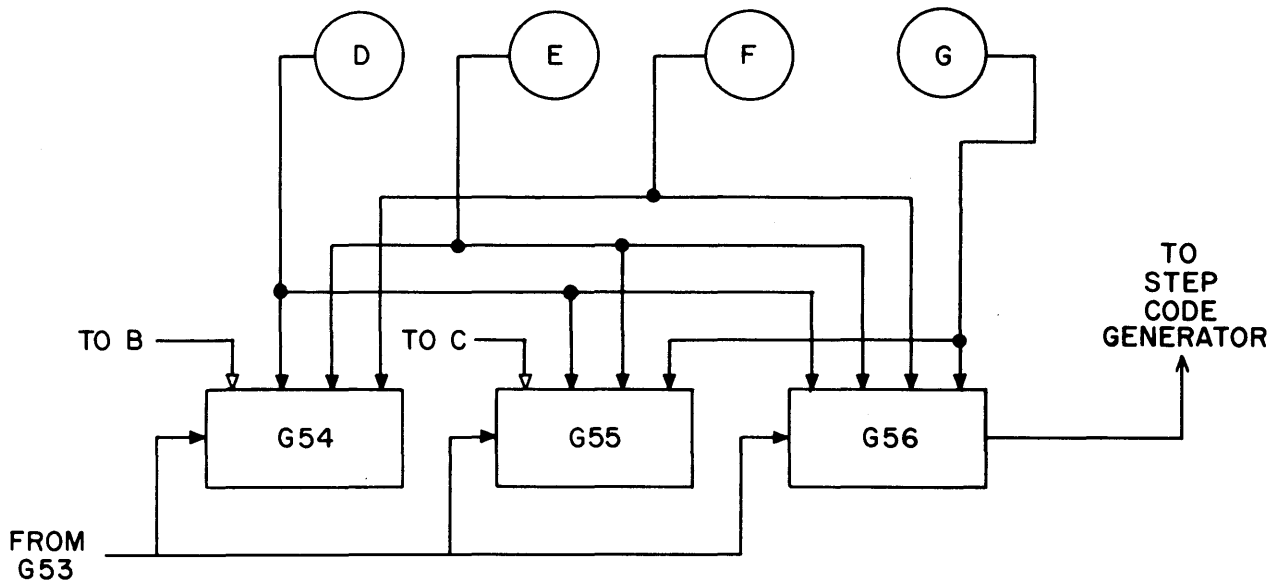 D
E
F
G
TO
STEP
CODE
GENERATOR
TO B
TO C
G54
G55
G56
FROM
G53